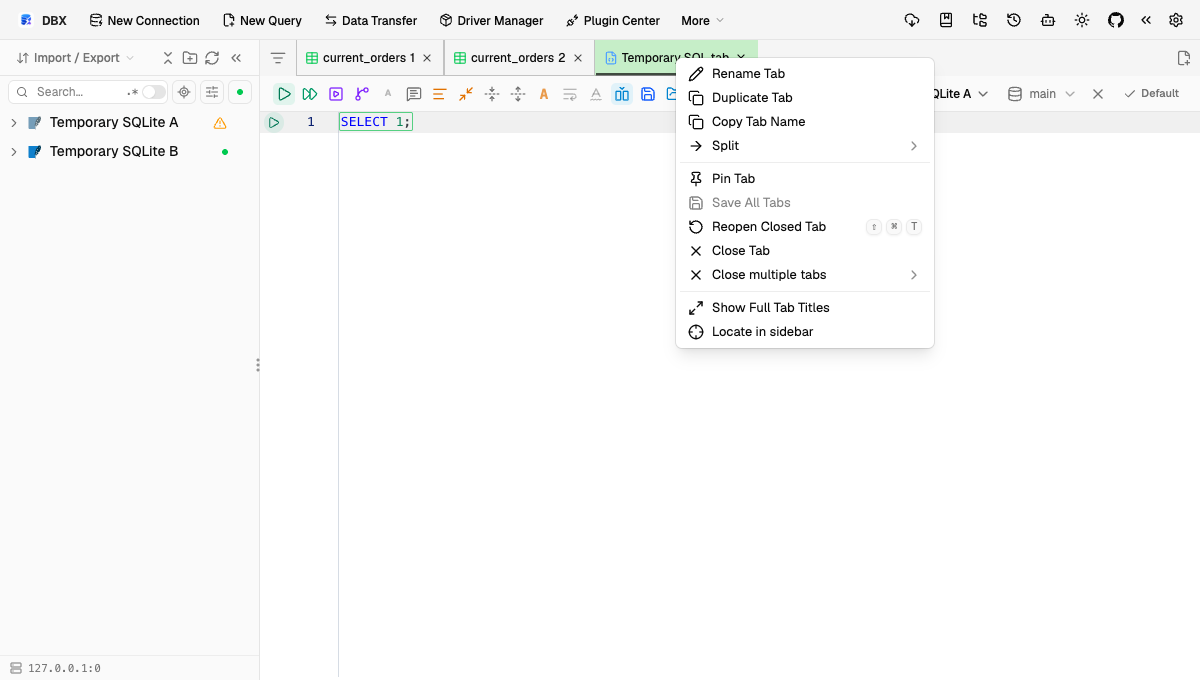 DBX New Connection New Query Data Transfer Driver Manager Plugin Center More
Import / Export
current_orders 1
current_orders 2
Temporary SQL tab
Search...
.*
QLite A
main
Default
Temporary SQLite A
Temporary SQLite B
1
SELECT 1;
Rename Tab
Duplicate Tab
Copy Tab Name
Split
Pin Tab
Save All Tabs
Reopen Closed Tab ⇧ ⌘ T
Close Tab
Close multiple tabs
Show Full Tab Titles
Locate in sidebar
127.0.0.1:0